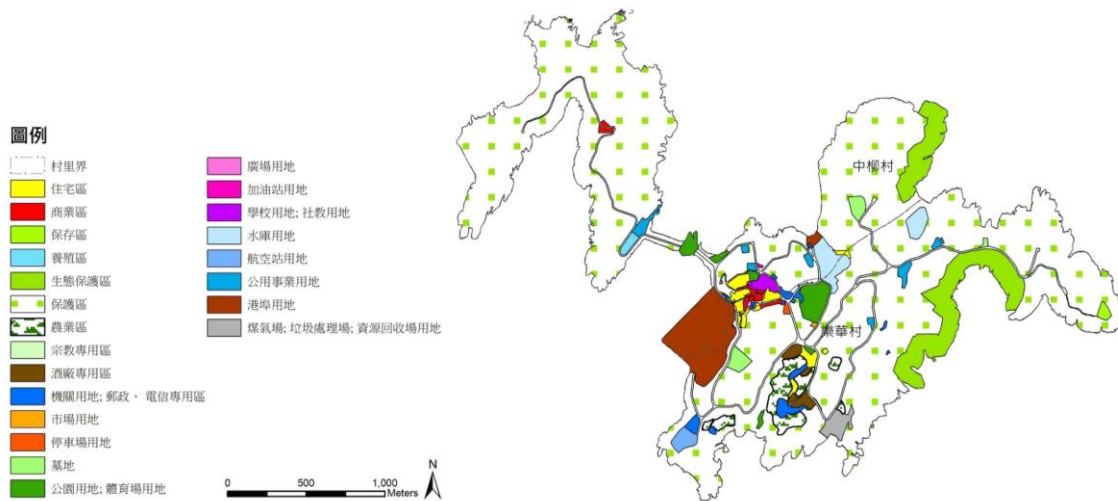 圖例
村里界
住宅區
商業區
保存區
養殖區
生態保護區
保護區
農業區
宗教專用區
酒廠專用區
機關用地; 郵政、 電信專用區
市場用地
停車場用地
墓地
公園用地; 體育場用地
廣場用地
加油站用地
學校用地; 社教用地
水庫用地
航空站用地
公用事業用地
港埠用地
煤氣場; 垃圾處理場; 資源回收場用地
0 500 1,000
Meters
N
中柳村
樂華村